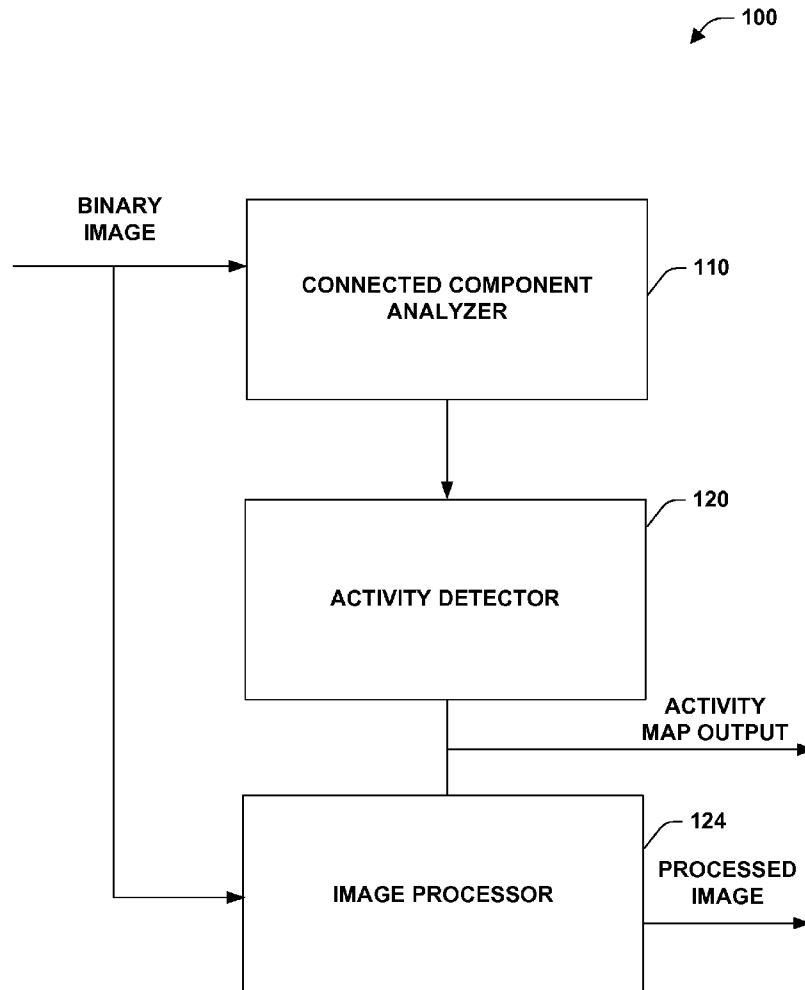 100
BINARY
IMAGE
CONNECTED COMPONENT
ANALYZER
110
120
ACTIVITY DETECTOR
ACTIVITY
MAP OUTPUT
124
IMAGE PROCESSOR
PROCESSED
IMAGE